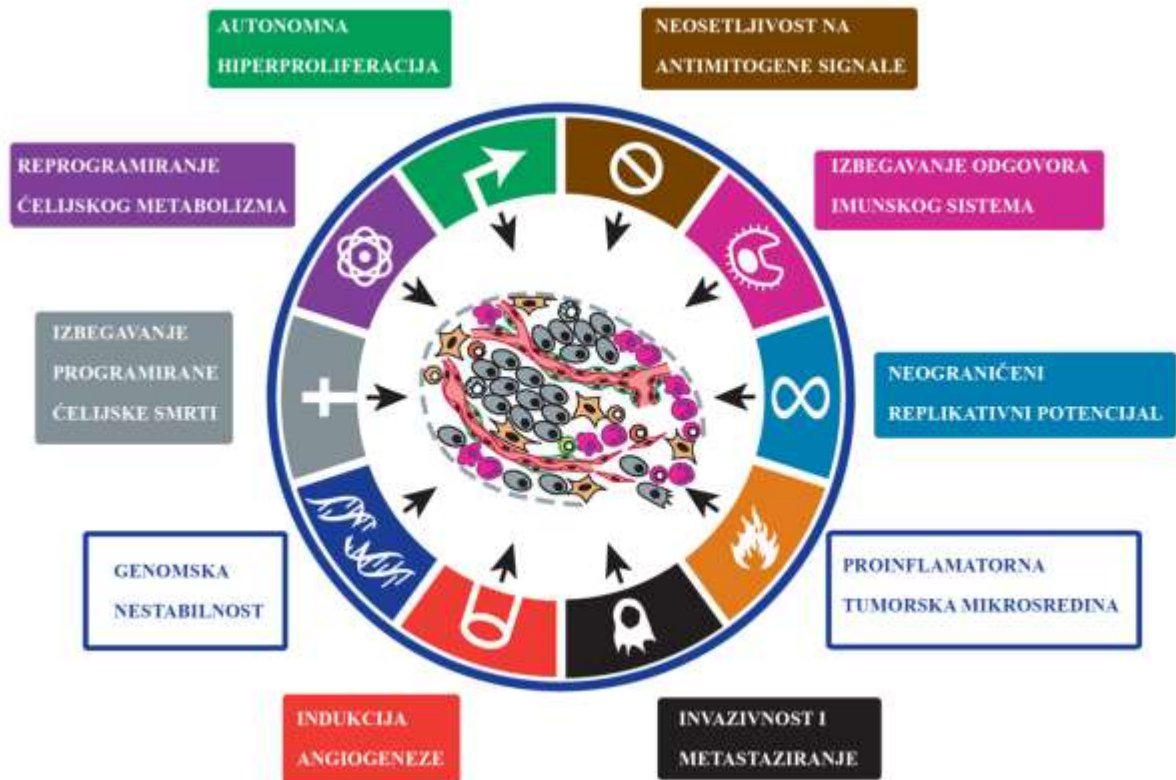 AUTONOMNA
HIPERPROLIFERACIJA
NEOSETLJIVOST NA
ANTIMITOGENE SIGNALE
REPROGRAMIRANJE
ĆELIJSKOG METABOLIZMA
IZBEGAVANJE ODGOVORA
IMUNSKOG SISTEMA
IZBEGAVANJE
PROGRAMIRANE
ĆELIJSKE SMRTI
NEOGRANIČENI
REPLIKATIVNI POTENCIJAL
GENOMSKA
NESTABILNOST
PROINFLAMATORNA
TUMORSKA MIKROSREDINA
INDUKCIJA
ANGIOGENEZE
INVAZIVNOST I
METASTAZIRANJE